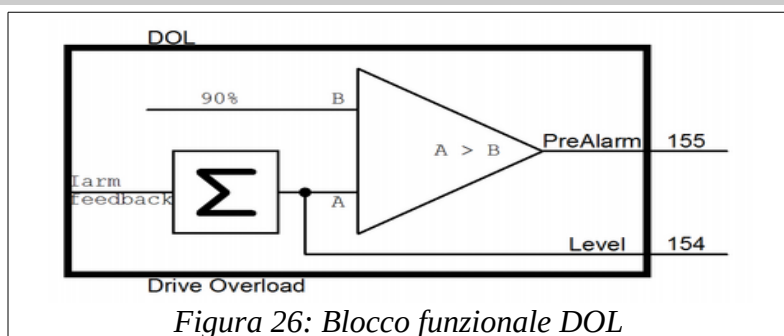 DOL
90%
B
A > B
PreAlarm
155
Iarm
feedback
Σ
A
Level
154
Drive Overload
Figura 26: Blocco funzionale DOL